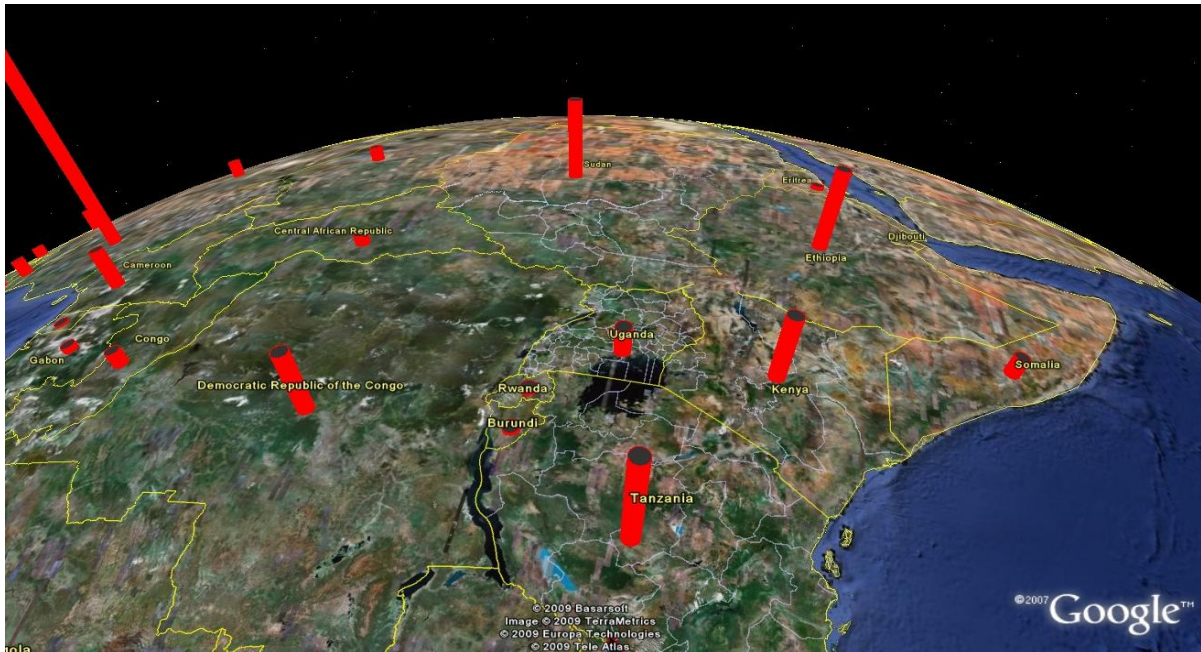 Sudan
Eritrea
Central African Republic
Djibouti
Ethiopia
Cameroon
Uganda
Congo
Gabon
Somalia
Democratic Republic of the Congo
Rwanda
Kenya
Burundi
Tanzania
© 2009 Basarsoft
Image © 2009 TerraMetrics
© 2009 Europa Technologies
© 2009 Tele Atlas
©2007 Google™